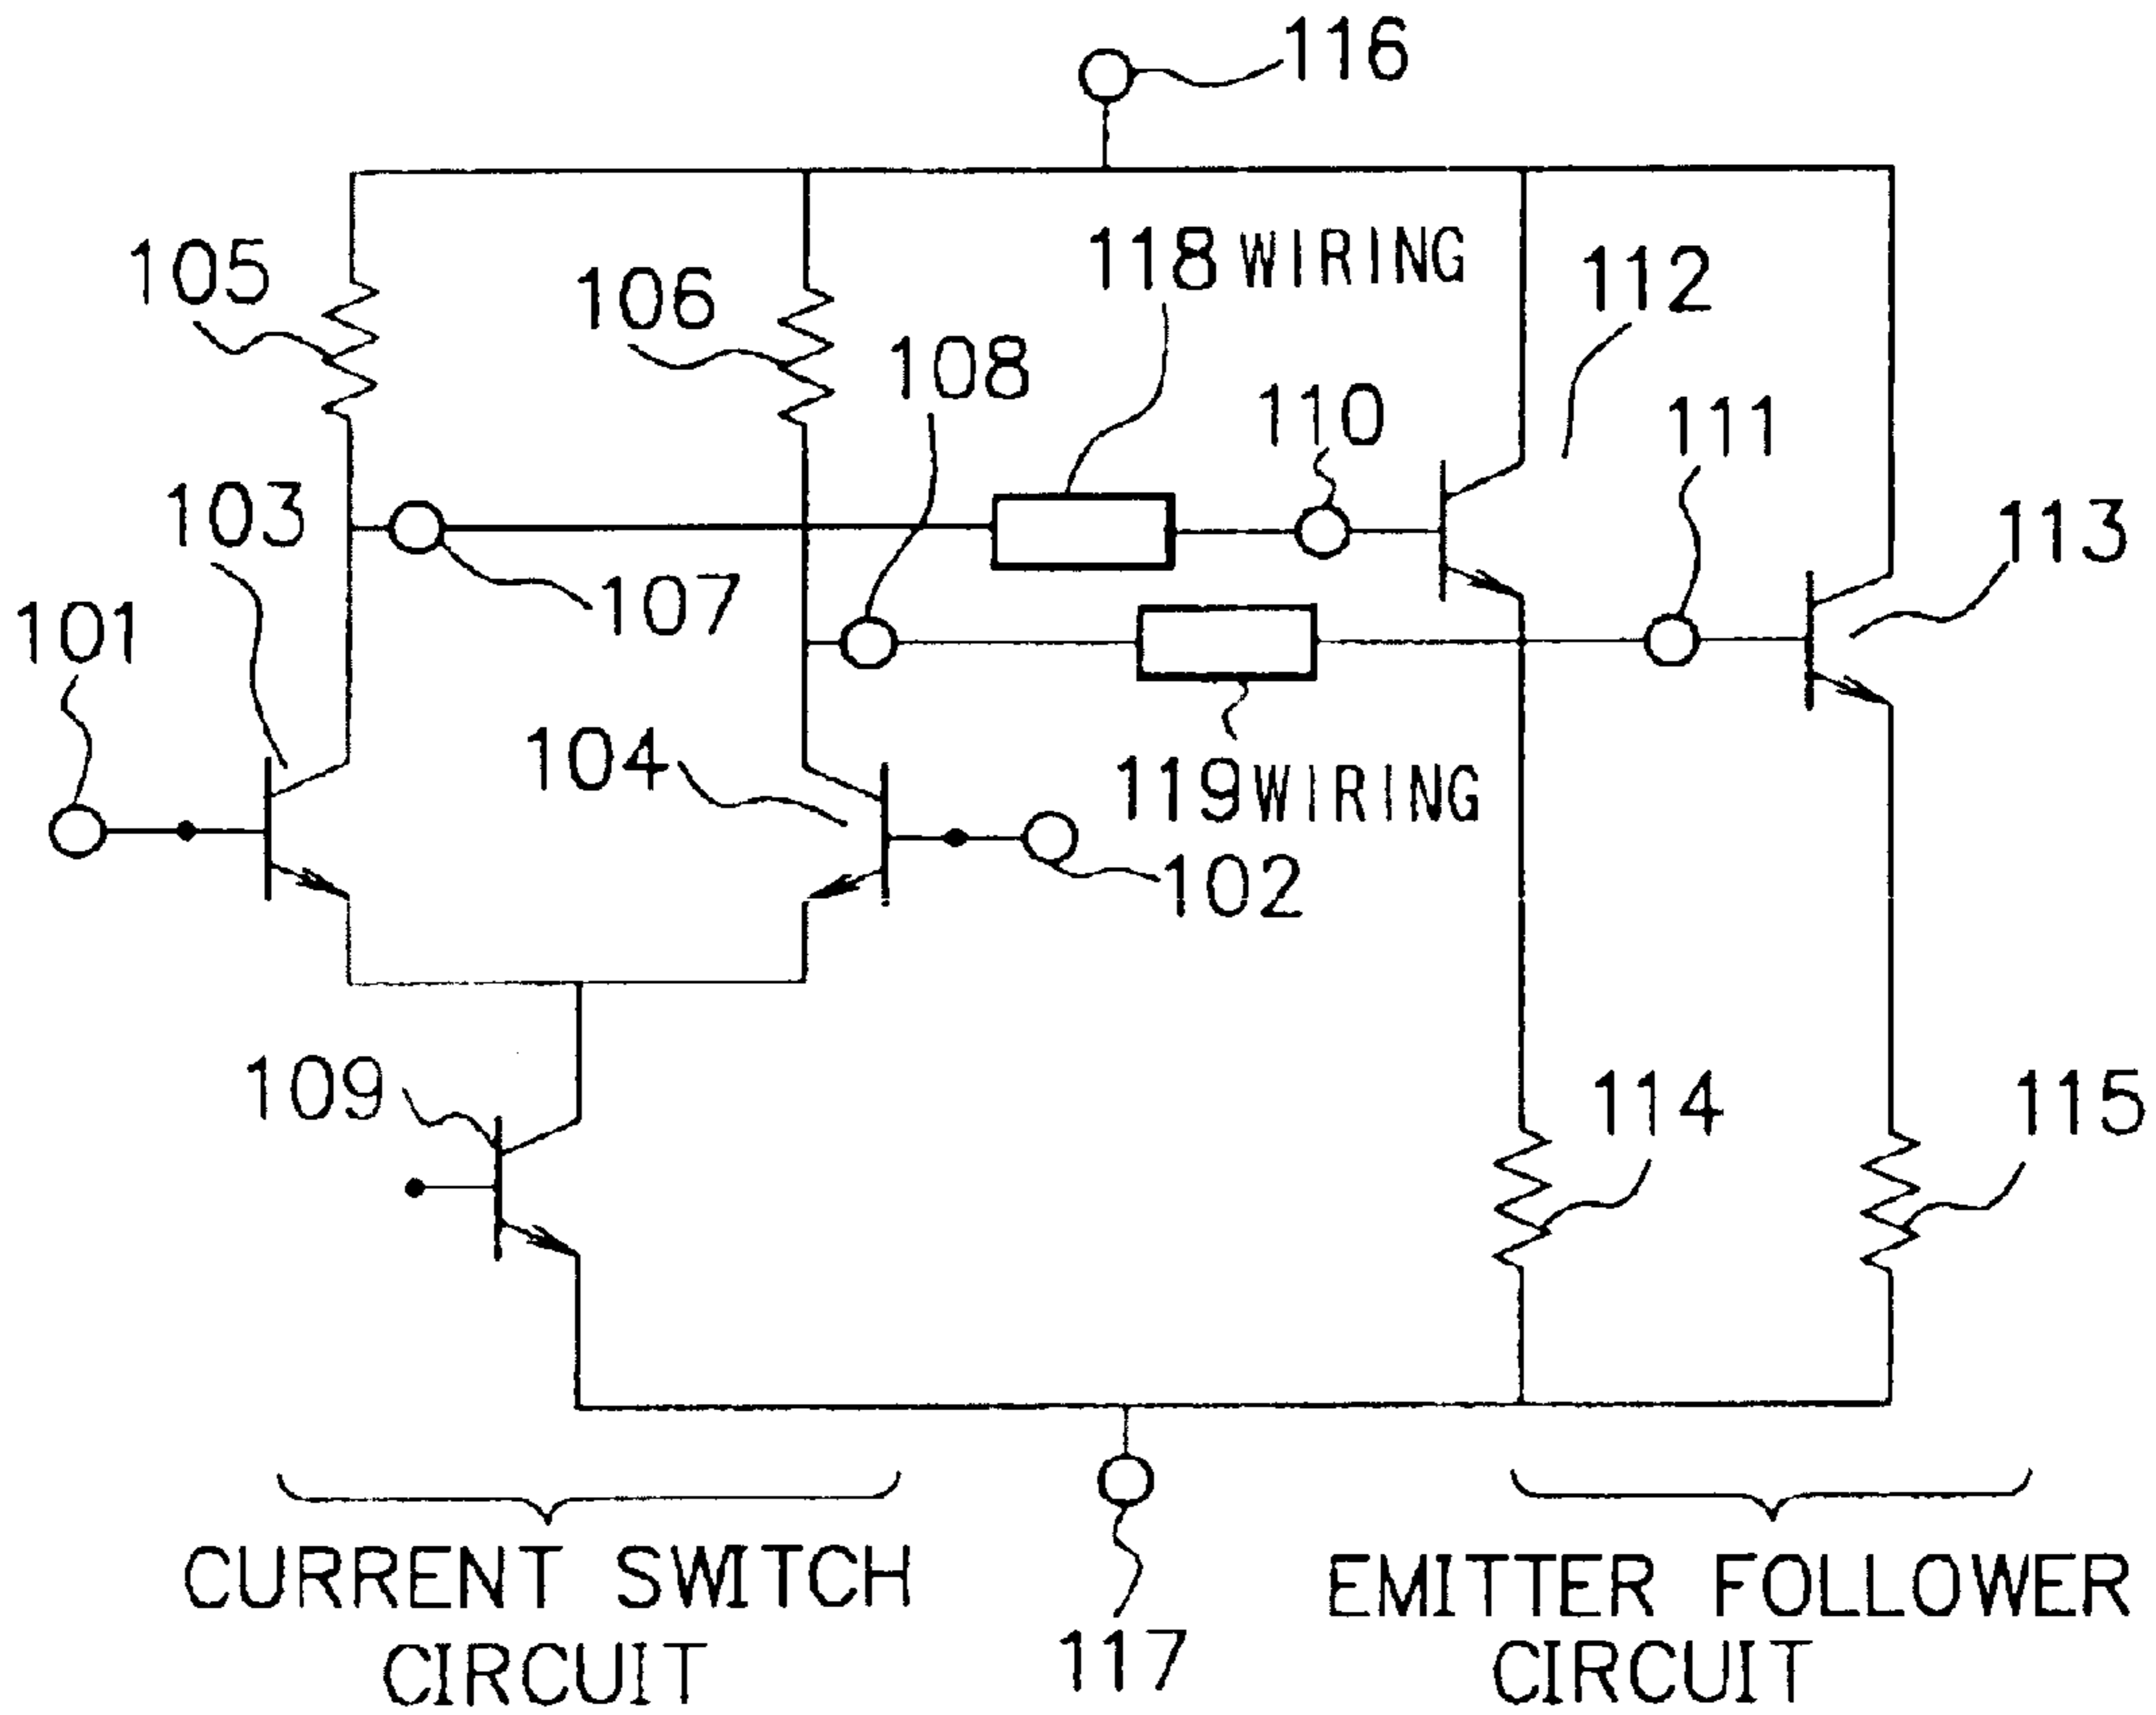 116
118 WIRING
112
105
106
108
110
111
103
113
107
101
104
119 WIRING
102
109
114
115
CURRENT SWITCH
CIRCUIT
EMITTER FOLLOWER
CIRCUIT
117